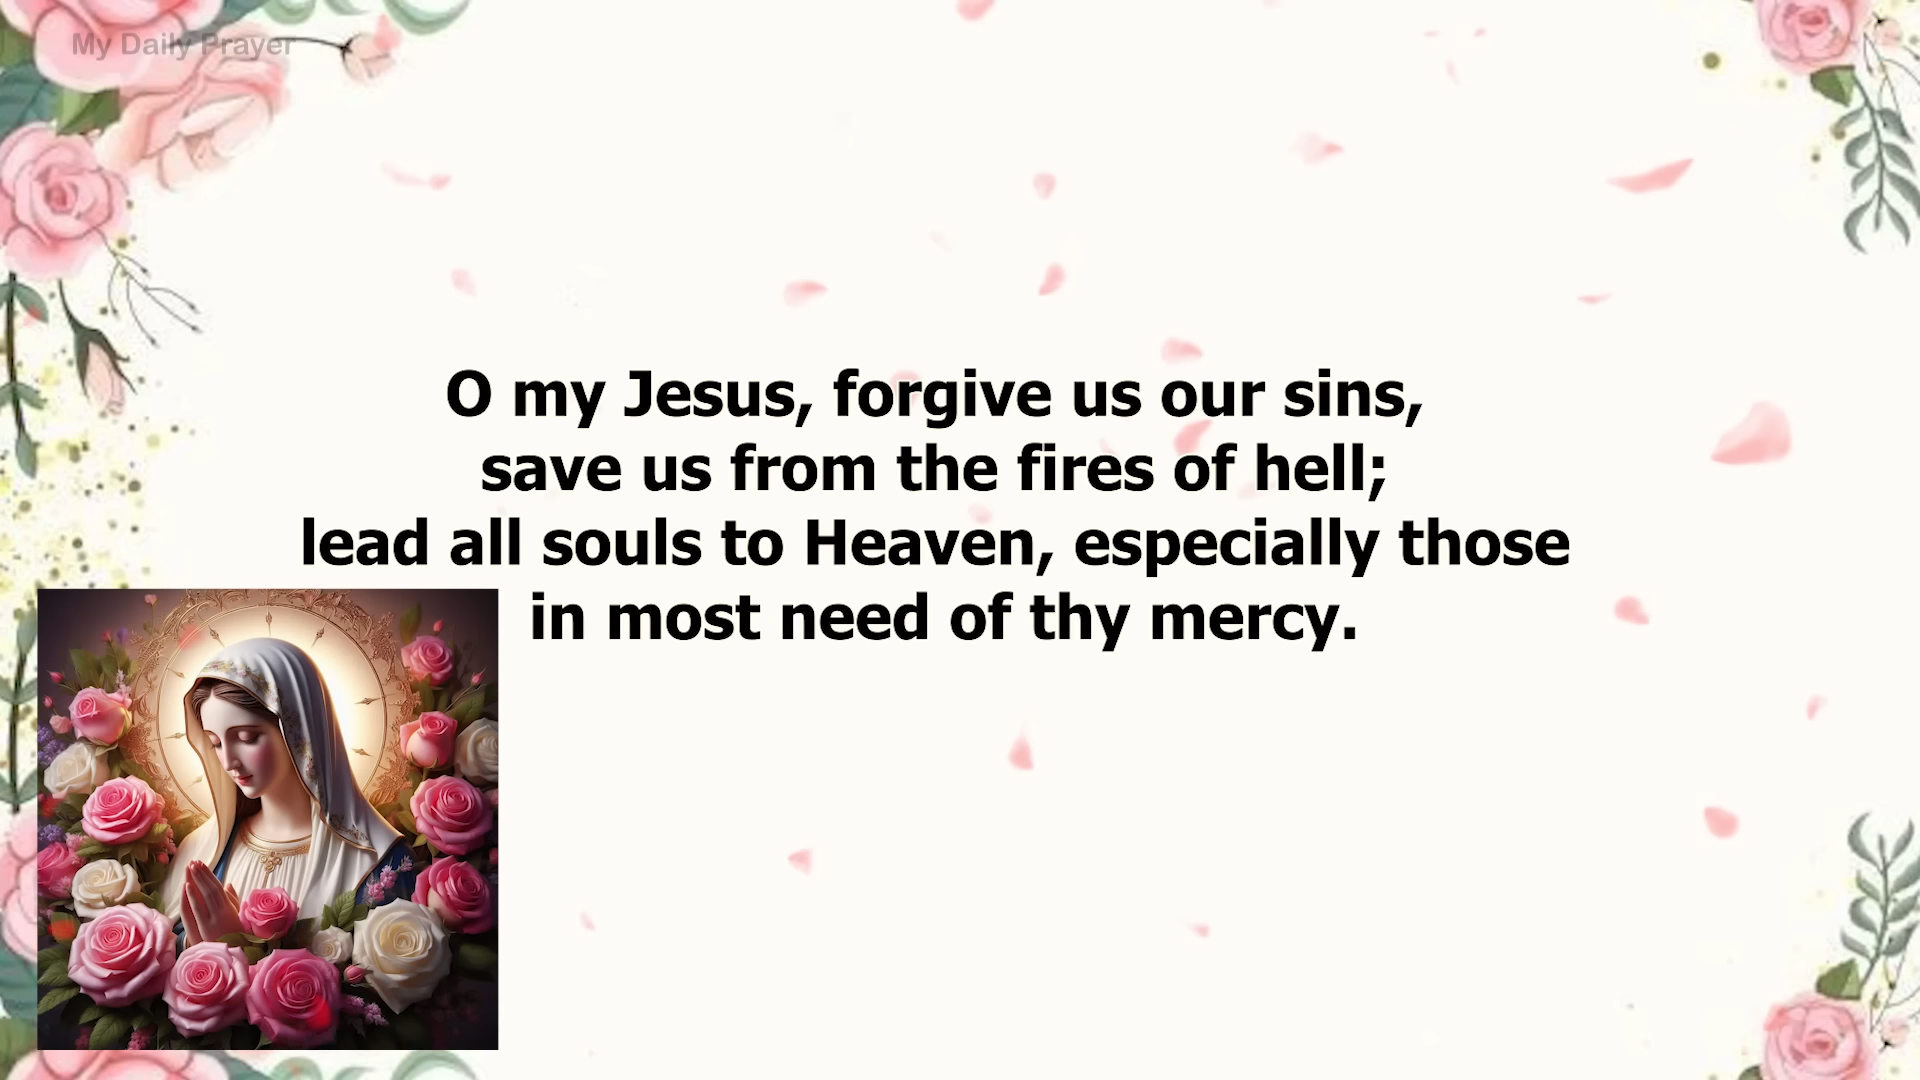 My Daily Prayer
O my Jesus, forgive us our sins,
save us from the fires of hell;
lead all souls to Heaven, especially those
in most need of thy mercy.